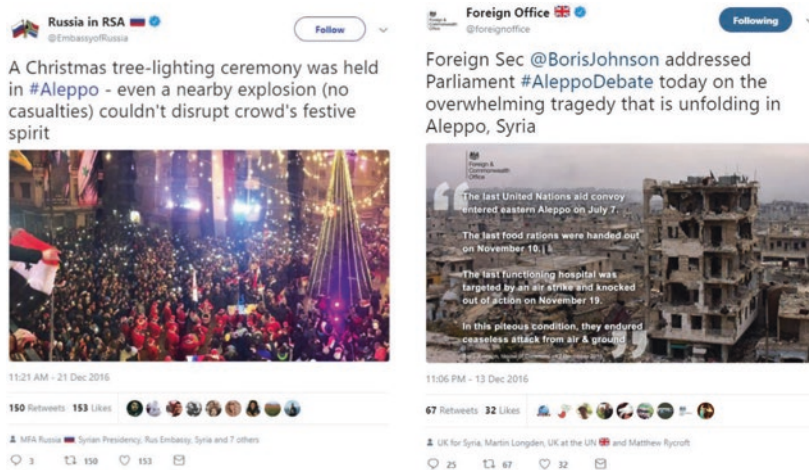 Russia in RSA
@EmbassyofRussia
Follow
A Christmas tree-lighting ceremony was held
in #Aleppo - even a nearby explosion (no
casualties) couldn't disrupt crowd's festive
spirit
11:21 AM - 21 Dec 2016
150 Retweets 153 Likes
MFA Russia, Syrian Presidency, Rus Embassy, Syria and 7 others
3 150 153
Foreign Office
@foreignoffice
Following
Foreign Sec @BorisJohnson addressed
Parliament #AleppoDebate today on the
overwhelming tragedy that is unfolding in
Aleppo, Syria
Foreign &
Commonwealth
Office
The last United Nations aid convoy
entered eastern Aleppo on July 7.
The last food rations were handed out
on November 10.
The last functioning hospital was
targeted by an air strike and knocked
out of action on November 19.
In this piteous condition, they endured
ceaseless attack from air & ground
11:06 PM - 13 Dec 2016
67 Retweets 32 Likes
UK for Syria, Martin Longden, UK at the UN and Matthew Rycroft
25 67 32